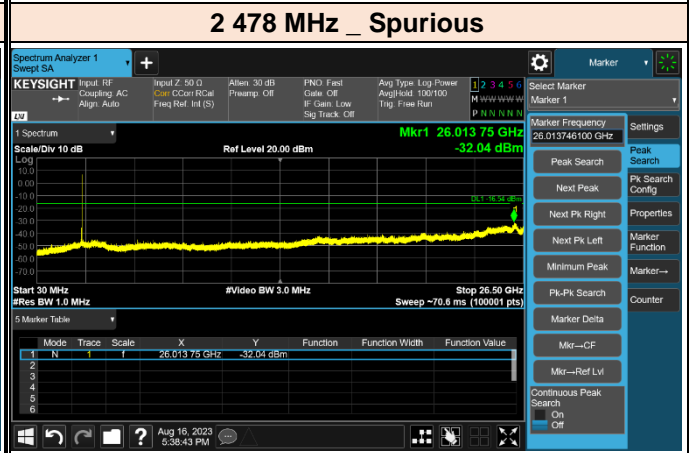 2 478 MHz _ Spurious
Spectrum Analyzer 1
Swept SA
+
Marker
KEYSIGHT
Input: RF
Coupling: AC
Align: Auto
Input Z: 50 Ω
Corr CCorr RCal
Freq Ref: Int (S)
Atten: 30 dB
Preamp: Off
PNO: Fast
Gate: Off
IF Gain: Low
Sig Track: Off
Avg Type: Log-Power
Avg|Hold: 100/100
Trig: Free Run
1 2 3 4 5 6
M W W W W W
P N N N N N
Select Marker
Marker 1
LXI
1 Spectrum
Mkr1 26.013 75 GHz
Scale/Div 10 dB
Ref Level 20.00 dBm
-32.04 dBm
Log
10.0
0.00
-10.0
DL1 -16.54 dBm
-20.0
-30.0
-40.0
-50.0
-60.0
-70.0
Start 30 MHz
#Video BW 3.0 MHz
Stop 26.50 GHz
#Res BW 1.0 MHz
Sweep ~70.6 ms (100001 pts)
5 Marker Table
Mode Trace Scale X Y Function Function Width Function Value
1 N 1 f 26.013 75 GHz -32.04 dBm
2
3
4
5
6
Marker Frequency
26.013746100 GHz
Peak Search
Next Peak
Next Pk Right
Next Pk Left
Minimum Peak
Pk-Pk Search
Marker Delta
Mkr→CF
Mkr→Ref Lvl
Continuous Peak
Search
On
Off
Settings
Peak
Search
Pk Search
Config
Properties
Marker
Function
Marker→
Counter
?
Aug 16, 2023
5:38:43 PM